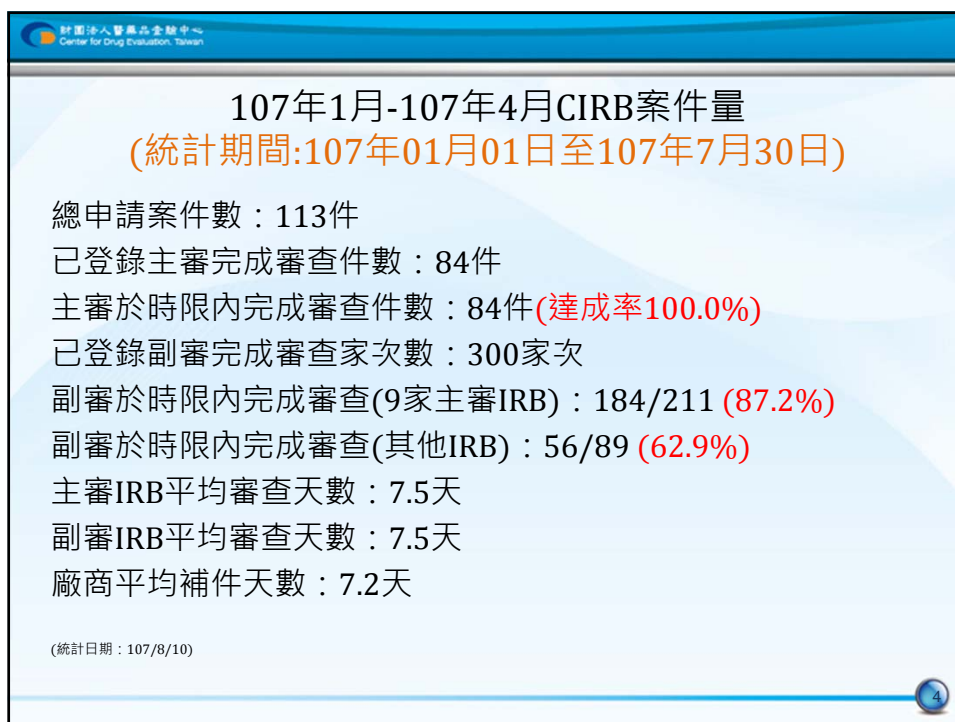 財團法人醫藥品查驗中心
Center for Drug Evaluation, Taiwan
107年1月-107年4月CIRB案件量
(統計期間:107年01月01日至107年7月30日)
總申請案件數：113件
已登錄主審完成審查件數：84件
主審於時限內完成審查件數：84件(達成率100.0%)
已登錄副審完成審查家次數：300家次
副審於時限內完成審查(9家主審IRB)：184/211 (87.2%)
副審於時限內完成審查(其他IRB)：56/89 (62.9%)
主審IRB平均審查天數：7.5天
副審IRB平均審查天數：7.5天
廠商平均補件天數：7.2天
(統計日期：107/8/10)
4